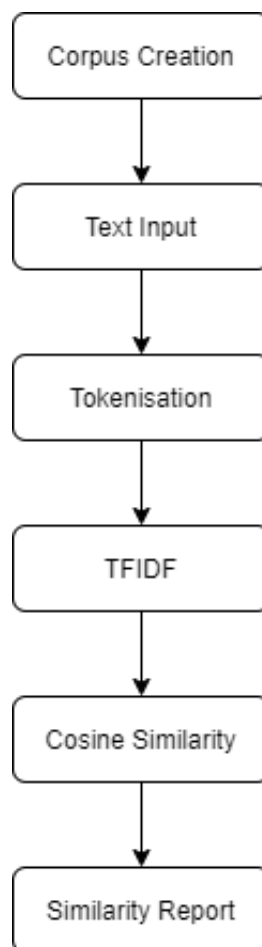 Corpus Creation
Text Input
Tokenisation
TFIDF
Cosine Similarity
Similarity Report